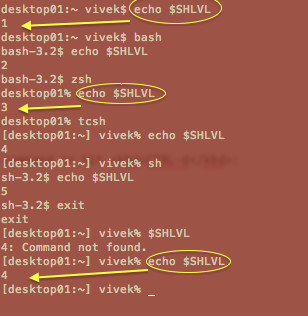 desktop01:~ vivek$ echo $SHLVL
1
desktop01:~ vivek$ bash
bash-3.2$ echo $SHLVL
2
bash-3.2$ zsh
desktop01% echo $SHLVL
3
desktop01% tcsh
[desktop01:~] vivek% echo $SHLVL
4
[desktop01:~] vivek% sh
sh-3.2$ echo $SHLVL
5
sh-3.2$ exit
exit
[desktop01:~] vivek% $SHLVL
4: Command not found.
[desktop01:~] vivek% echo $SHLVL
4
[desktop01:~] vivek% _